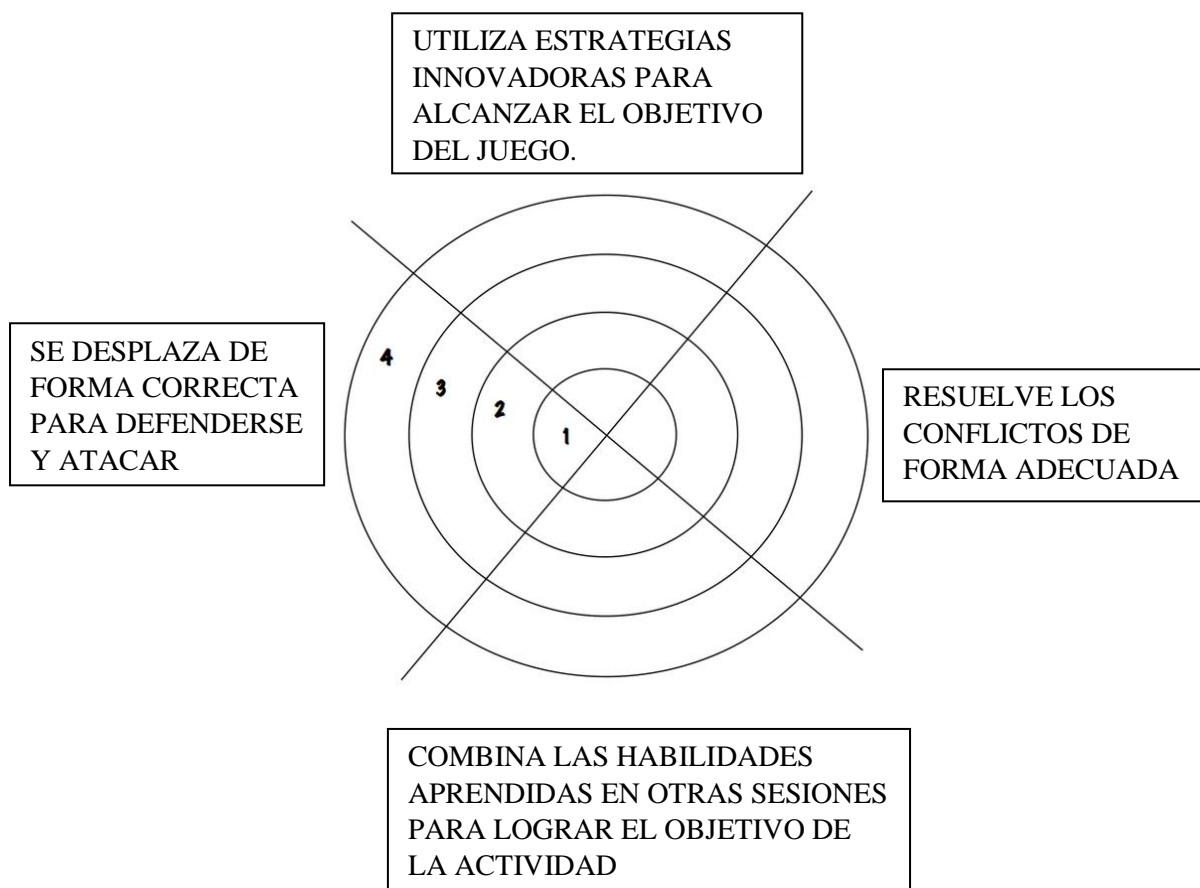 UTILIZA ESTRATEGIAS
INNOVADORAS PARA
ALCANZAR EL OBJETIVO
DEL JUEGO.
SE DESPLAZA DE
FORMA CORRECTA
PARA DEFENDERSE
Y ATACAR
4
3
2
1
RESUELVE LOS
CONFLICTOS DE
FORMA ADECUADA
COMBINA LAS HABILIDADES
APRENDIDAS EN OTRAS SESIONES
PARA LOGRAR EL OBJETIVO DE
LA ACTIVIDAD